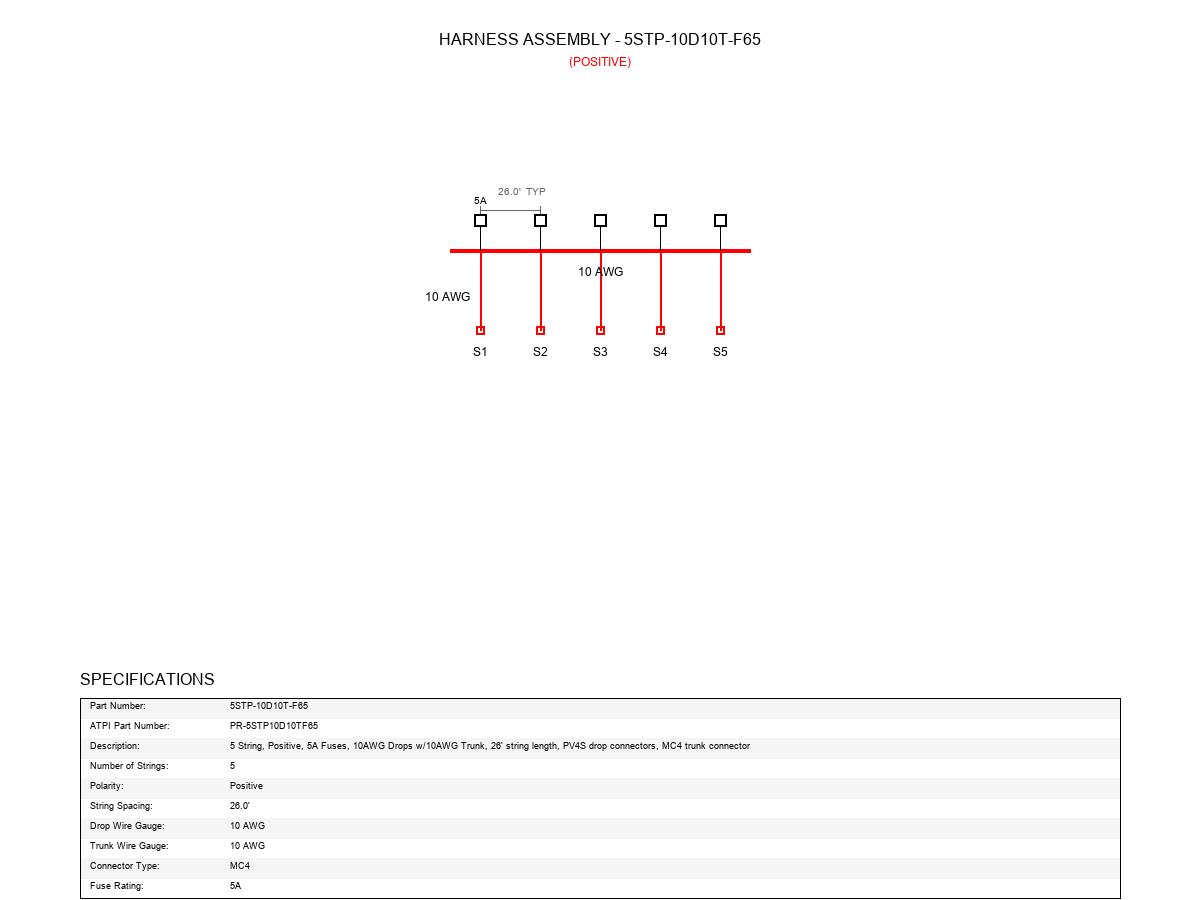 HARNESS ASSEMBLY - 5STP-10D10T-F65
(POSITIVE)
26.0' TYP
5A
10 AWG
10 AWG
S1 S2 S3 S4 S5
SPECIFICATIONS
Part Number: 5STP-10D10T-F65
ATPI Part Number: PR-5STP10D10TF65
Description: 5 String, Positive, 5A Fuses, 10AWG Drops w/10AWG Trunk, 26' string length, PV4S drop connectors, MC4 trunk connector
Number of Strings: 5
Polarity: Positive
String Spacing: 26.0'
Drop Wire Gauge: 10 AWG
Trunk Wire Gauge: 10 AWG
Connector Type: MC4
Fuse Rating: 5A